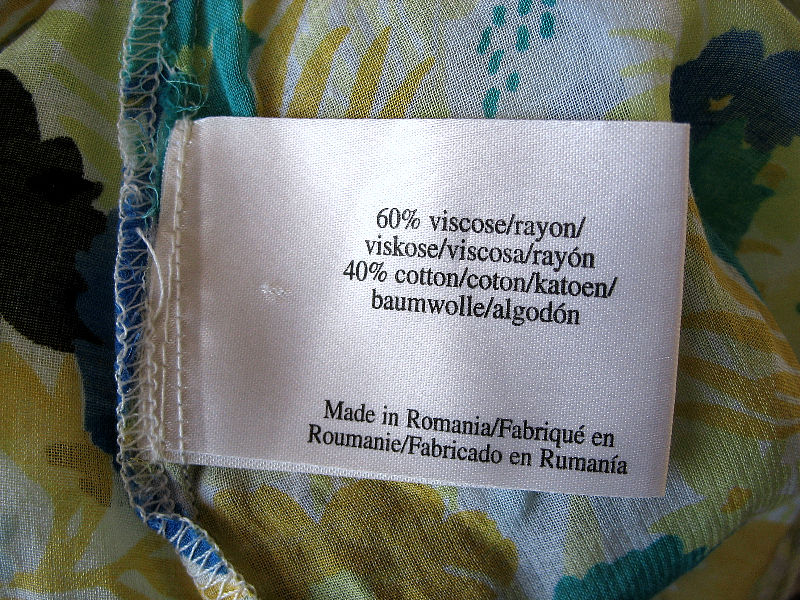 60% viscose/rayon/
viskose/viscosa/rayón
40% cotton/coton/katoen/
baumwolle/algodón
Made in Romania/Fabriqué en
Roumanie/Fabricado en Rumanía